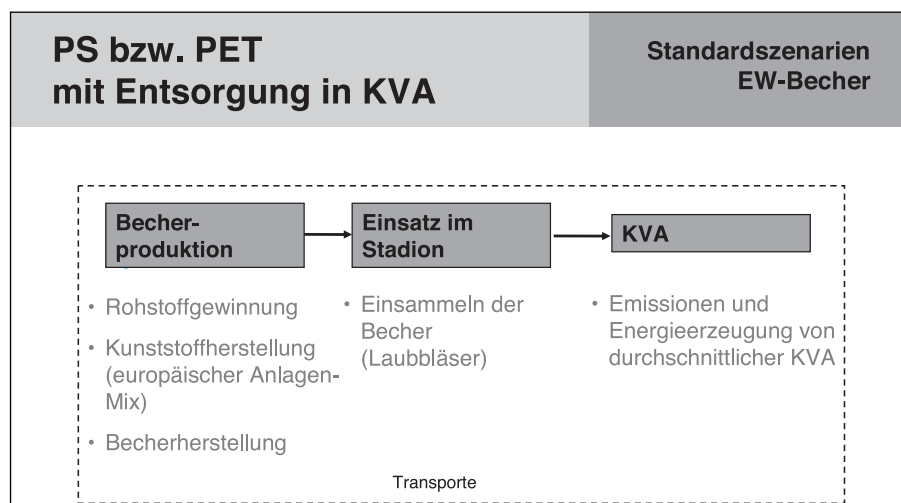 PS bzw. PET
mit Entsorgung in KVA
Standardszenarien
EW-Becher
Becher-
produktion
Einsatz im
Stadion
KVA
• Rohstoffgewinnung
• Kunststoffherstellung
(europäischer Anlagen-
Mix)
• Becherherstellung
• Einsammeln der
Becher
(Laubbläser)
• Emissionen und
Energieerzeugung von
durchschnittlicher KVA
Transporte